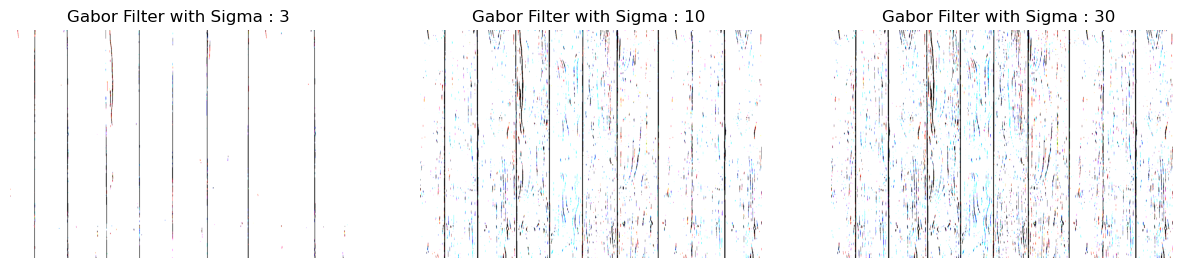 Gabor Filter with Sigma : 3
Gabor Filter with Sigma : 10
Gabor Filter with Sigma : 30